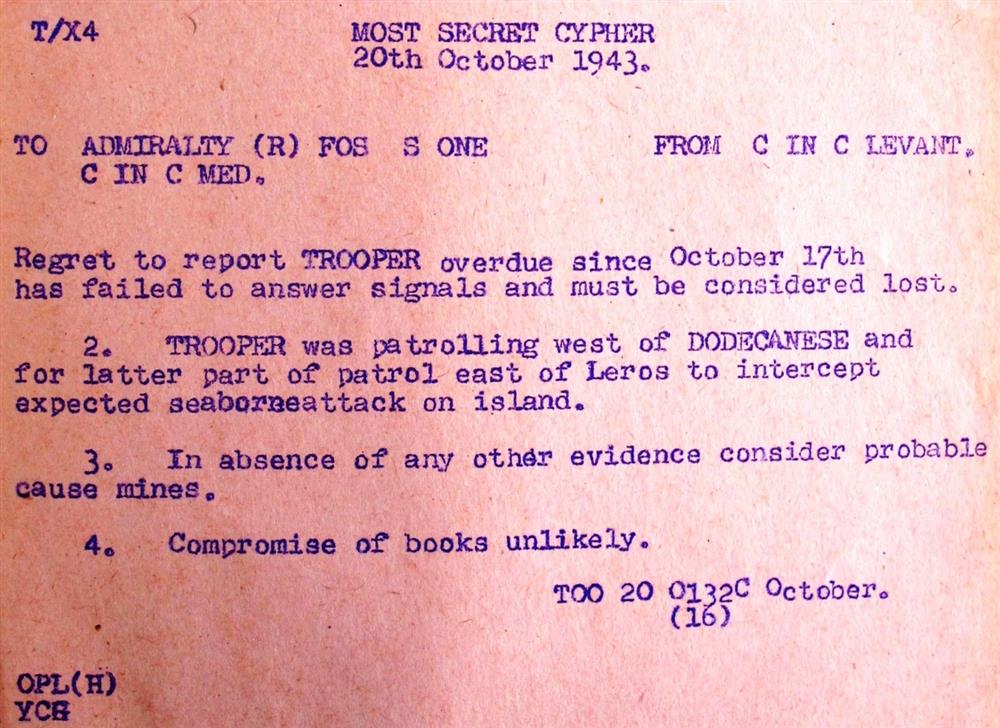 T/X4 MOST SECRET CYPHER
20th October 1943.
TO ADMIRALTY (R) FOS S ONE FROM C IN C LEVANT.
C IN C MED.
Regret to report TROOPER overdue since October 17th
has failed to answer signals and must be considered lost.
2. TROOPER was patrolling west of DODECANESE and
for latter part of patrol east of Leros to intercept
expected seaborneattack on island.
3. In absence of any other evidence consider probable
cause mines.
4. Compromise of books unlikely.
TOO 20 0132C October.
(16)
OPL(H)